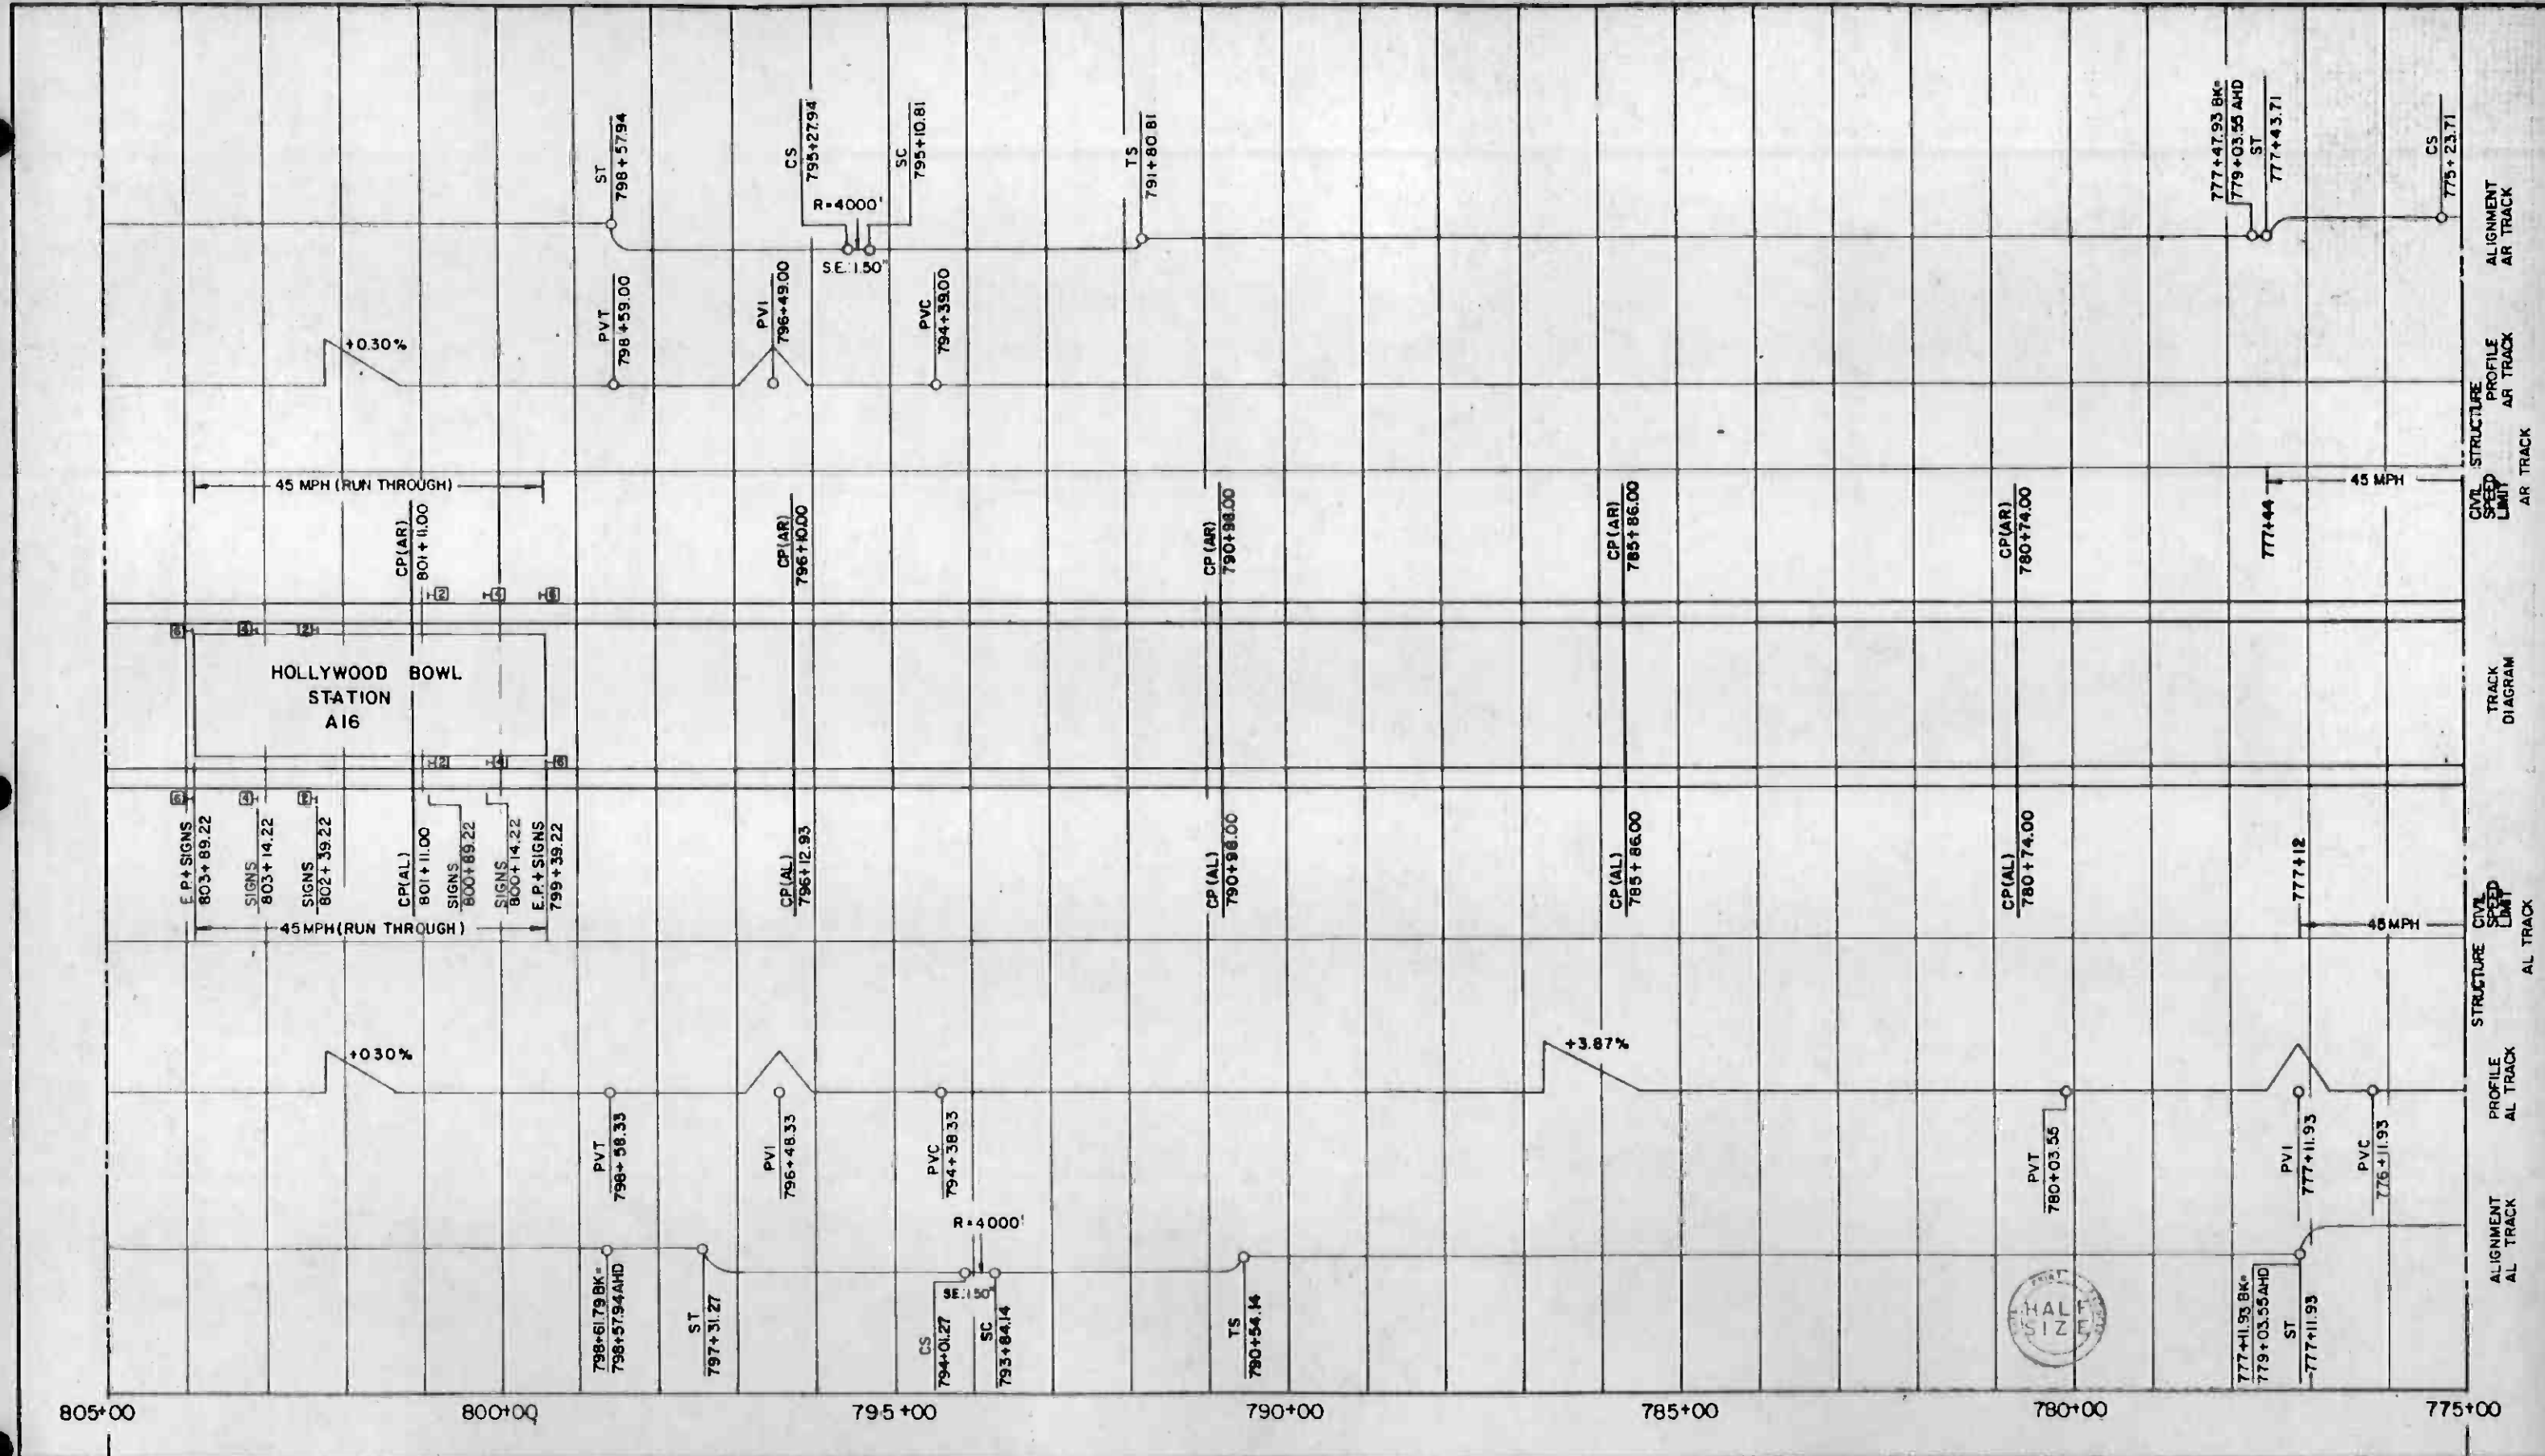 ST
798+57.94
CS
795+27.94
SC
795+10.81
R=4000'
S.E.:1.50"
TS
791+80.81
777+47.93 BK=
779+03.55 AHD
ST
777+43.71
CS
775+23.71
ALIGNMENT
AR TRACK
+0.30%
PVT
798+59.00
PVI
796+49.00
PVC
794+39.00
PROFILE
AR TRACK
STRUCTURE
45 MPH (RUN THROUGH)
45 MPH
777+44
CIVIL
SPEED
LIMIT
AR TRACK
CP(AR)
801+11.00
CP(AR)
796+10.00
CP(AR)
790+98.00
CP(AR)
785+86.00
CP(AR)
780+74.00
2
4
6
6
4
2
HOLLYWOOD BOWL
STATION
A16
TRACK
DIAGRAM
2
4
6
6
4
2
E.P.+SIGNS
803+89.22
SIGNS
803+14.22
SIGNS
802+39.22
CP(AL)
801+11.00
SIGNS
800+89.22
SIGNS
800+14.22
E.P.+SIGNS
799+39.22
CP(AL)
796+12.93
CP(AL)
790+98.00
CP(AL)
785+86.00
CP(AL)
780+74.00
777+12
45 MPH (RUN THROUGH)
45 MPH
CIVIL
SPEED
LIMIT
AL TRACK
STRUCTURE
+0.30%
+3.87%
PVT
798+58.33
PVI
796+48.33
PVC
794+38.33
PVT
780+03.55
PVI
777+11.93
PVC
776+11.93
PROFILE
AL TRACK
R=4000'
798+61.79 BK=
798+57.94 AHD
ST
797+31.27
SE:1.50"
CS
794+01.27
SC
793+84.14
TS
790+54.14
HALF
SIZE
777+11.93 BK=
779+03.55 AHD
ST
777+11.93
ALIGNMENT
AL TRACK
805+00
800+00
795+00
790+00
785+00
780+00
775+00